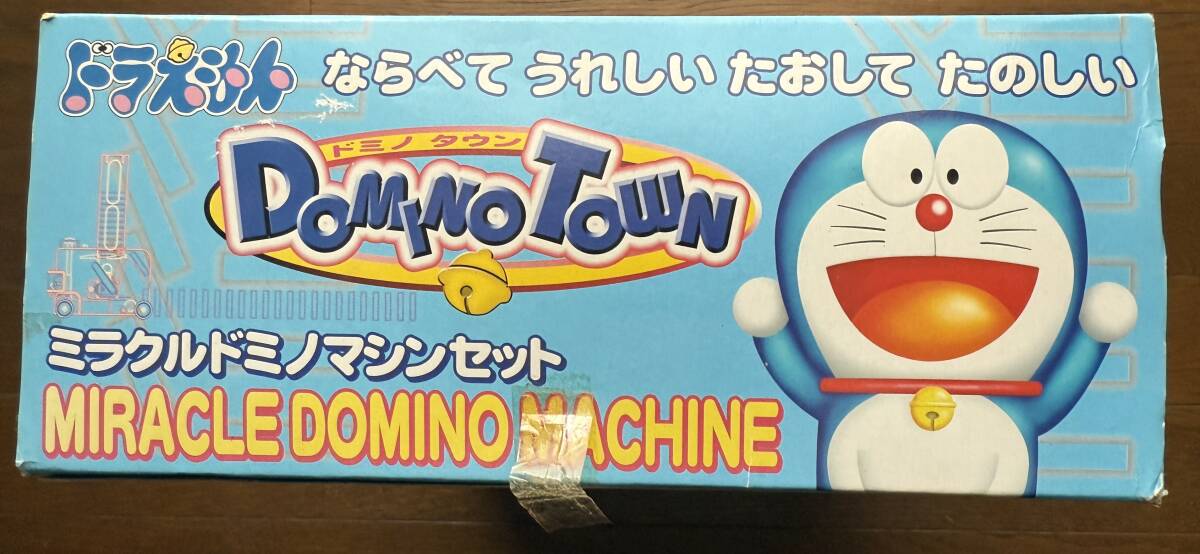 ドラえもん
ならべて うれしい たおして たのしい
ドミノ タウン
DOMINO TOWN
ミラクルドミノマシンセット
MIRACLE DOMINO MACHINE